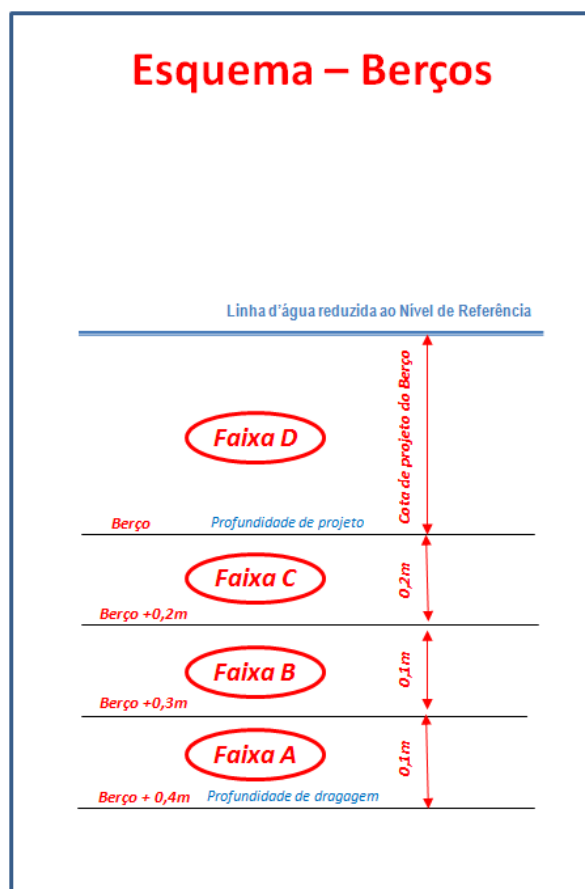 Esquema – Berços
Linha d'água reduzida ao Nível de Referência
Cota de projeto do Berço
Faixa D
Berço
Profundidade de projeto
Faixa C
0,2m
Berço +0,2m
Faixa B
0,1m
Berço +0,3m
Faixa A
0,1m
Berço + 0,4m
Profundidade de dragagem